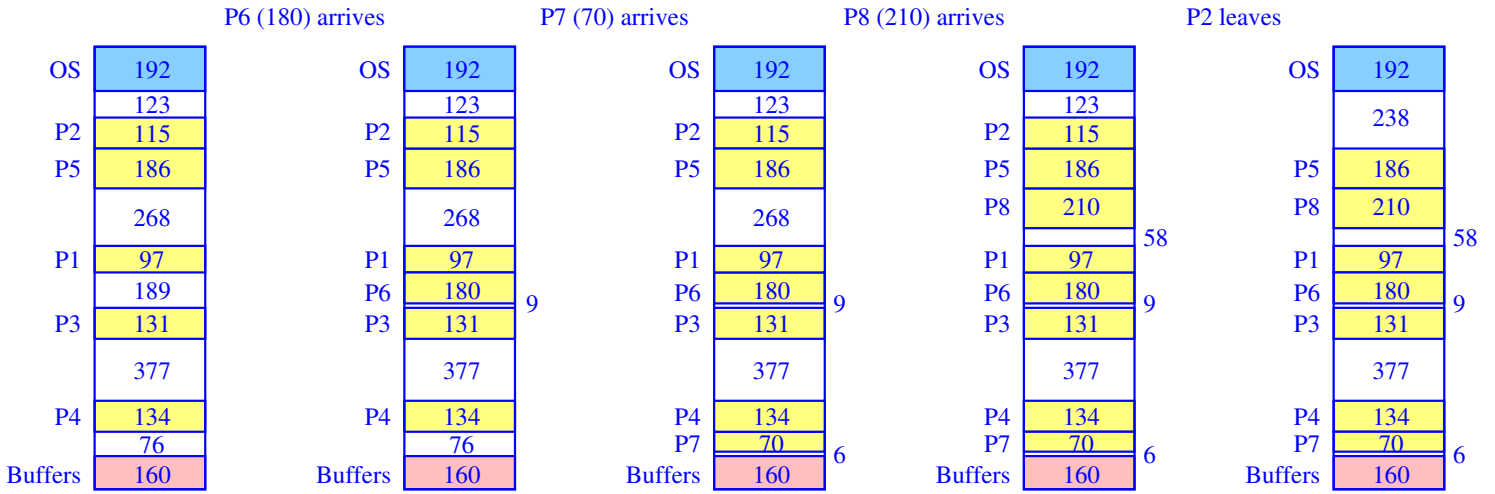 P6 (180) arrives P7 (70) arrives P8 (210) arrives P2 leaves
OS 192 OS 192 OS 192 OS 192 OS 192
123 123 123 123
238
P2 115 P2 115 P2 115 P2 115
P5 186 P5 186 P5 186 P5 186 P5 186
P8 210 P8 210
268 268 268
58 58
P1 97 P1 97 P1 97 P1 97 P1 97
189 P6 180 P6 180 P6 180 P6 180
9 9 9 9
P3 131 P3 131 P3 131 P3 131 P3 131
377 377 377 377 377
P4 134 P4 134 P4 134 P4 134 P4 134
76 76 P7 70 P7 70 P7 70
6 6 6
Buffers 160 Buffers 160 Buffers 160 Buffers 160 Buffers 160